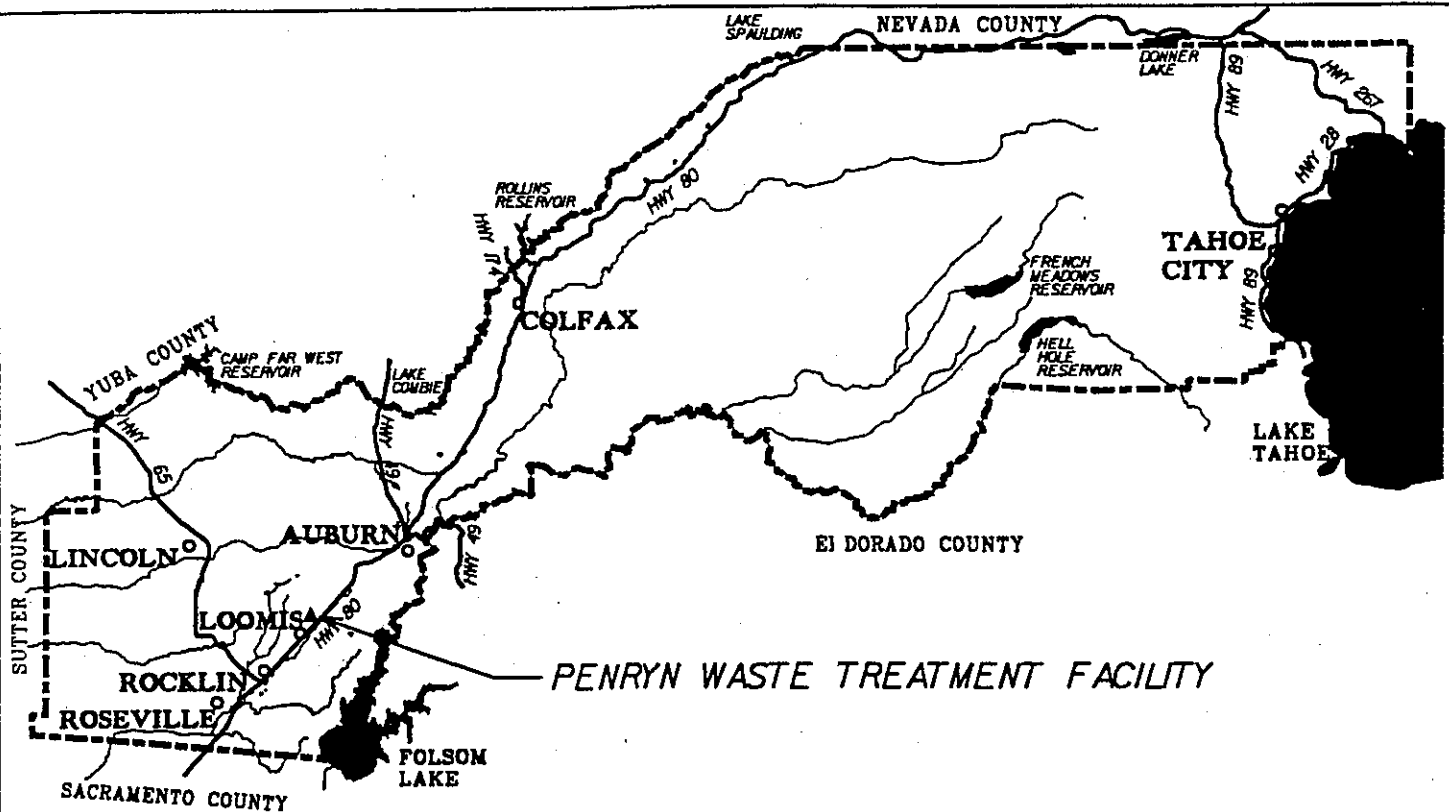 LAKE
SPAULDING
NEVADA COUNTY
DONNER
LAKE
HWY 89
HWY 267
HWY 28
ROLLINS
RESERVOIR
HWY 80
HWY 174
TAHOE
CITY
HWY 89
FRENCH
MEADOWS
RESERVOIR
COLFAX
YUBA COUNTY
CAMP FAR WEST
RESERVOIR
LAKE
COMBIE
HELL
HOLE
RESERVOIR
HWY
65
HWY 49
LAKE
TAHOE
AUBURN
HWY 49
El DORADO COUNTY
LINCOLN
SUTTER COUNTY
LOOMIS
HWY 80
ROCKLIN
PENRYN WASTE TREATMENT FACILITY
ROSEVILLE
FOLSOM
LAKE
SACRAMENTO COUNTY